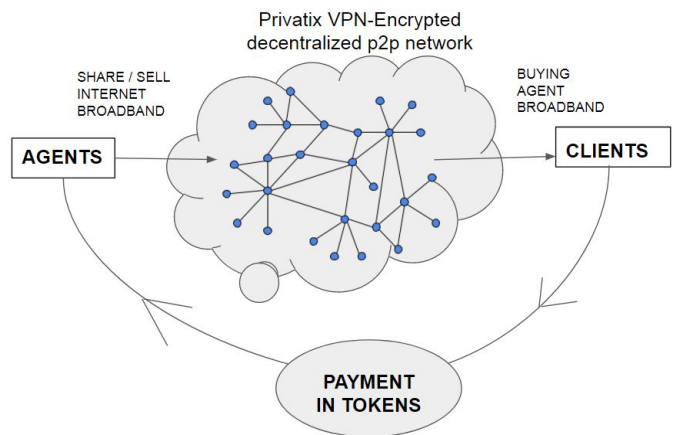 Privatix VPN-Encrypted
decentralized p2p network
SHARE / SELL
INTERNET
BROADBAND
BUYING
AGENT
BROADBAND
AGENTS
CLIENTS
PAYMENT
IN TOKENS